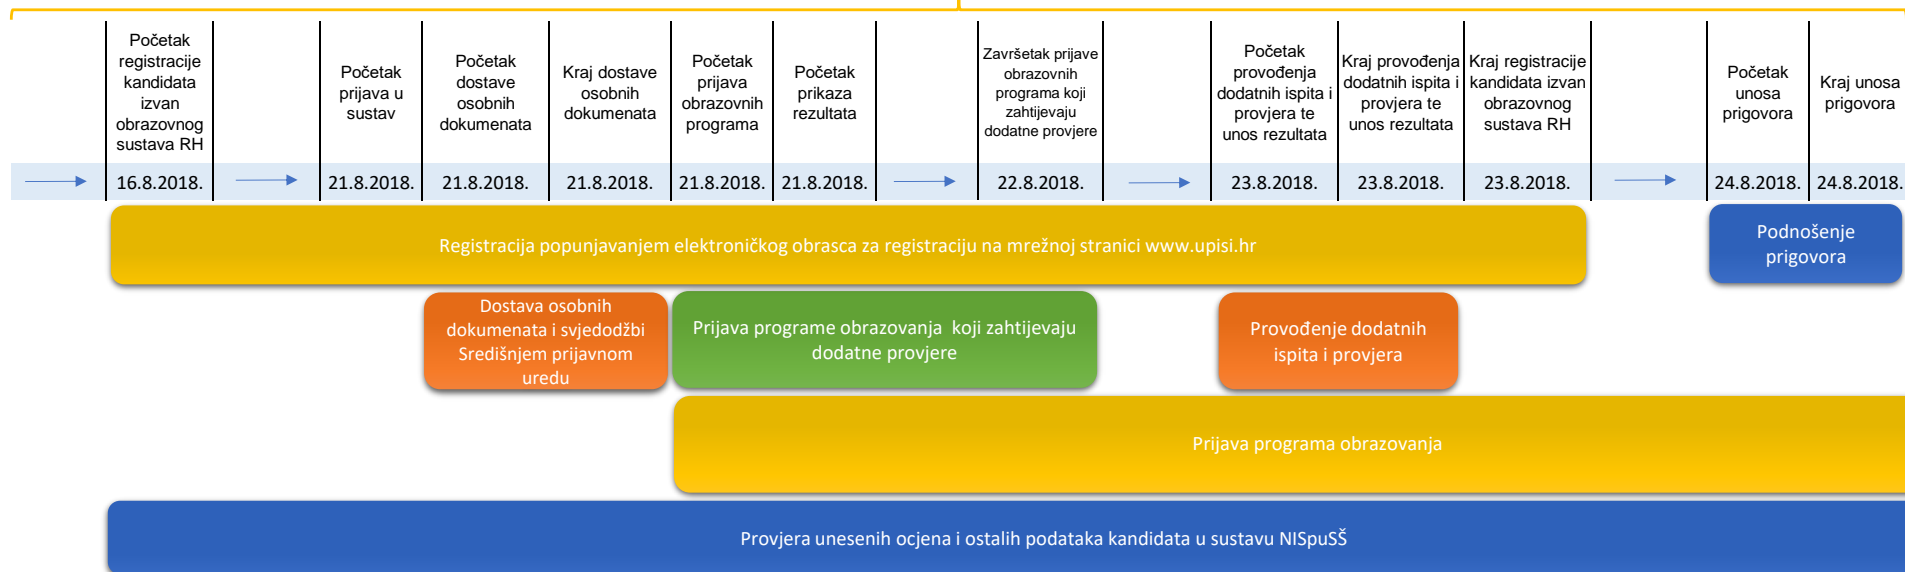 Početak
registracije
kandidata
izvan
obrazovnog
sustava RH
Početak
prijava u
sustav
Početak
dostave
osobnih
dokumenata
Kraj dostave
osobnih
dokumenata
Početak
prijava
obrazovnih
programa
Početak
prikaza
rezultata
Završetak prijave
obrazovnih
programa koji
zahtijevaju
dodatne provjere
Početak
provođenja
dodatnih ispita i
provjera te
unos rezultata
Kraj provođenja
dodatnih ispita i
provjera te
unos rezultata
Kraj registracije
kandidata izvan
obrazovnog
sustava RH
Početak
unosa
prigovora
Kraj unosa
prigovora
16.8.2018.
21.8.2018.
21.8.2018.
21.8.2018.
21.8.2018.
21.8.2018.
22.8.2018.
23.8.2018.
23.8.2018.
23.8.2018.
24.8.2018.
24.8.2018.
Registracija popunjavanjem elektroničkog obrasca za registraciju na mrežnoj stranici www.upisi.hr
Podnošenje
prigovora
Dostava osobnih
dokumenata i svjedodžbi
Središnjem prijavnom
uredu
Prijava programe obrazovanja  koji zahtijevaju
dodatne provjere
Provođenje dodatnih
ispita i provjera
Prijava programa obrazovanja
Provjera unesenih ocjena i ostalih podataka kandidata u sustavu NISpuSŠ